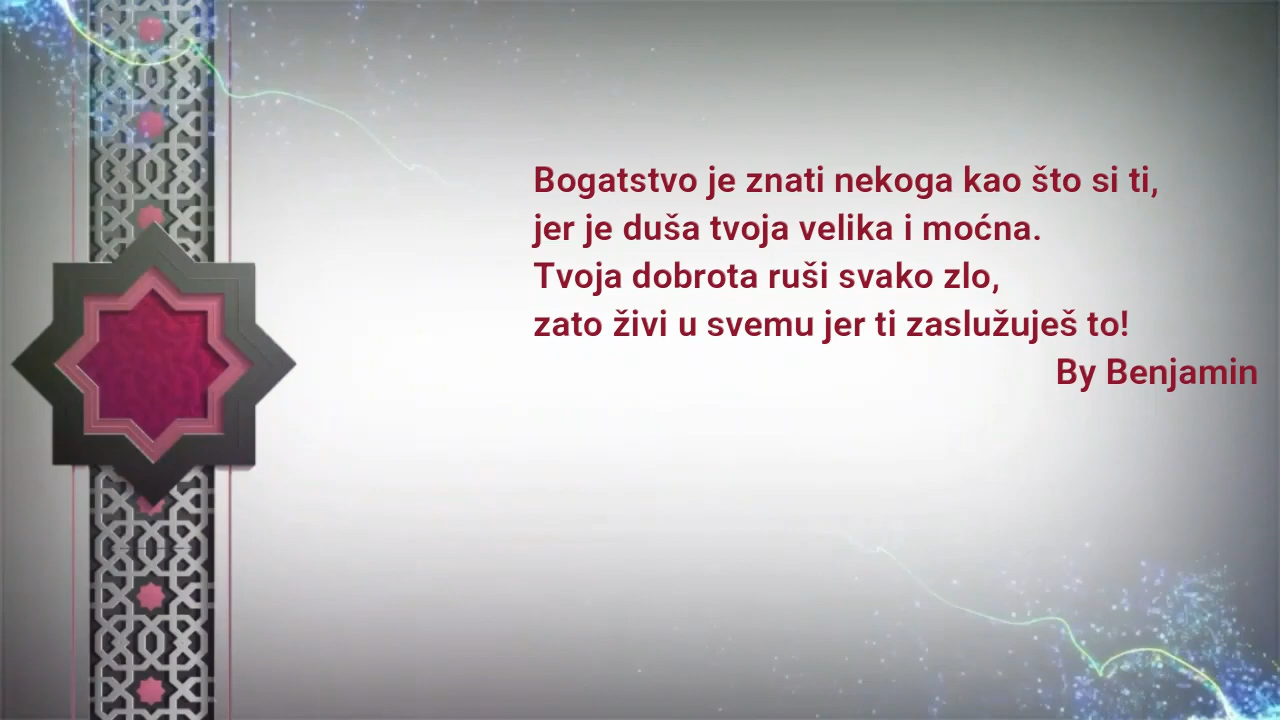 Bogatstvo je znati nekoga kao što si ti,
jer je duša tvoja velika i moćna.
Tvoja dobrota ruši svako zlo,
zato živi u svemu jer ti zaslužuješ to!
By Benjamin